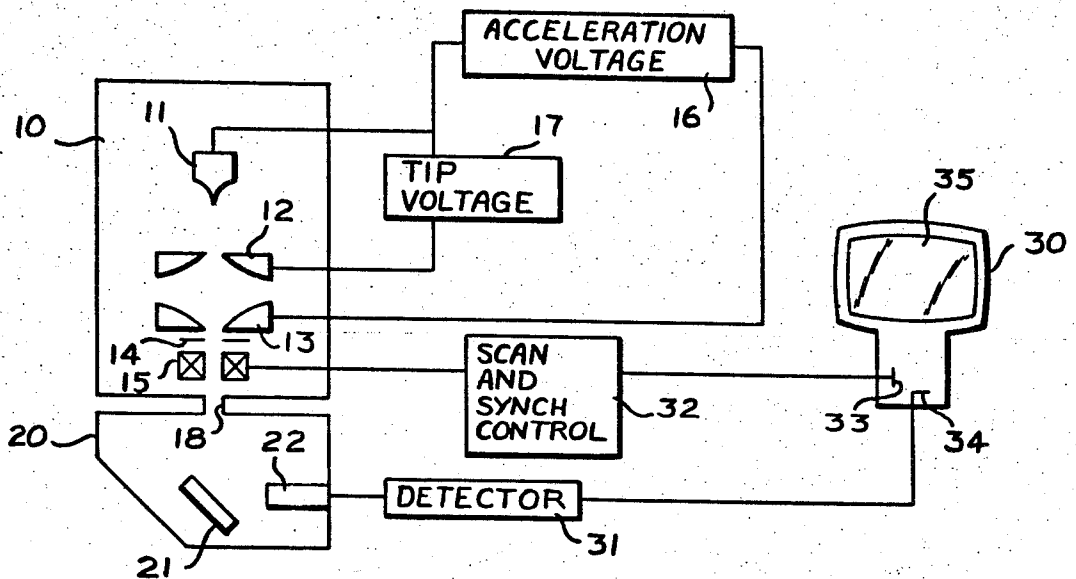 ACCELERATION
VOLTAGE
16
10
11
17
TIP
VOLTAGE
12
35
30
13
14
15
SCAN
AND
SYNCH
CONTROL
32
33
34
18
20
22
DETECTOR
31
21